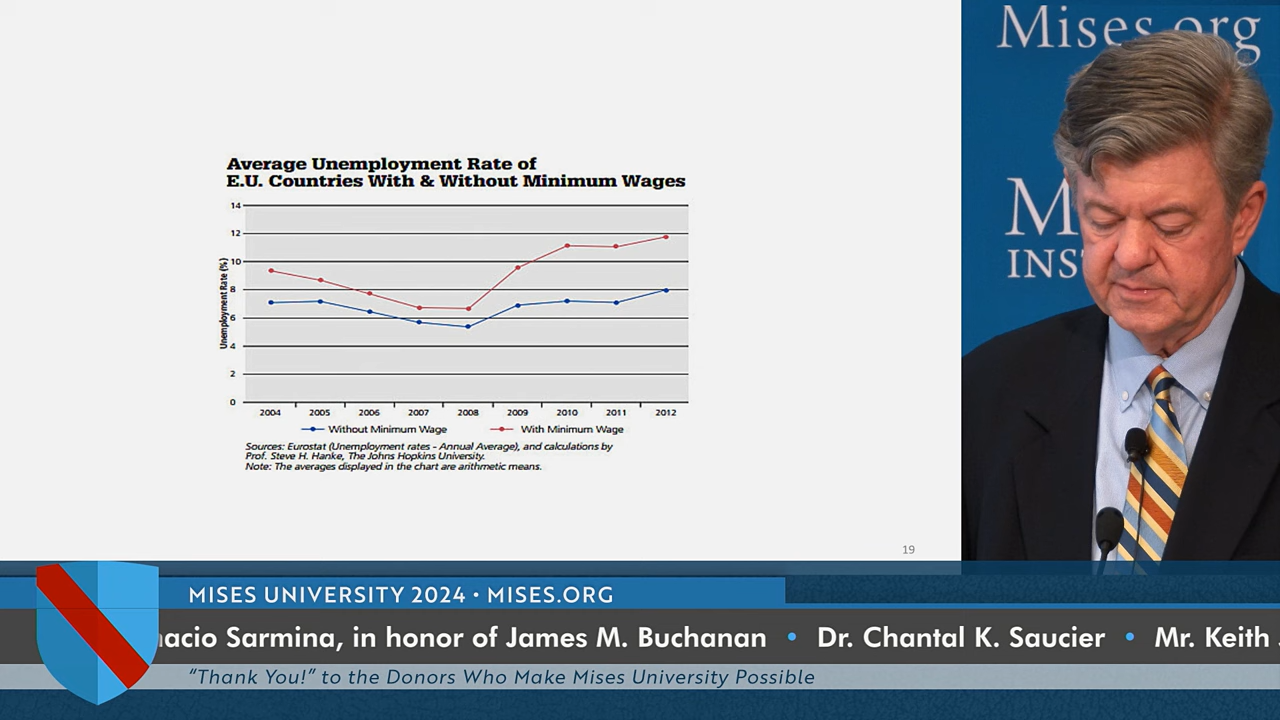 Average Unemployment Rate of
E.U. Countries With & Without Minimum Wages
14
12
10
8
6
4
2
0
Unemployment Rate (%)
2004 2005 2006 2007 2008 2009 2010 2011 2012
Without Minimum Wage With Minimum Wage
Sources: Eurostat (Unemployment rates - Annual Average), and calculations by
Prof. Steve H. Hanke, The Johns Hopkins University.
Note: The averages displayed in the chart are arithmetic means.
19
Mises.org
M
INS
MISES UNIVERSITY 2024 • MISES.ORG
nacio Sarmina, in honor of James M. Buchanan • Dr. Chantal K. Saucier • Mr. Keith
“Thank You!” to the Donors Who Make Mises University Possible